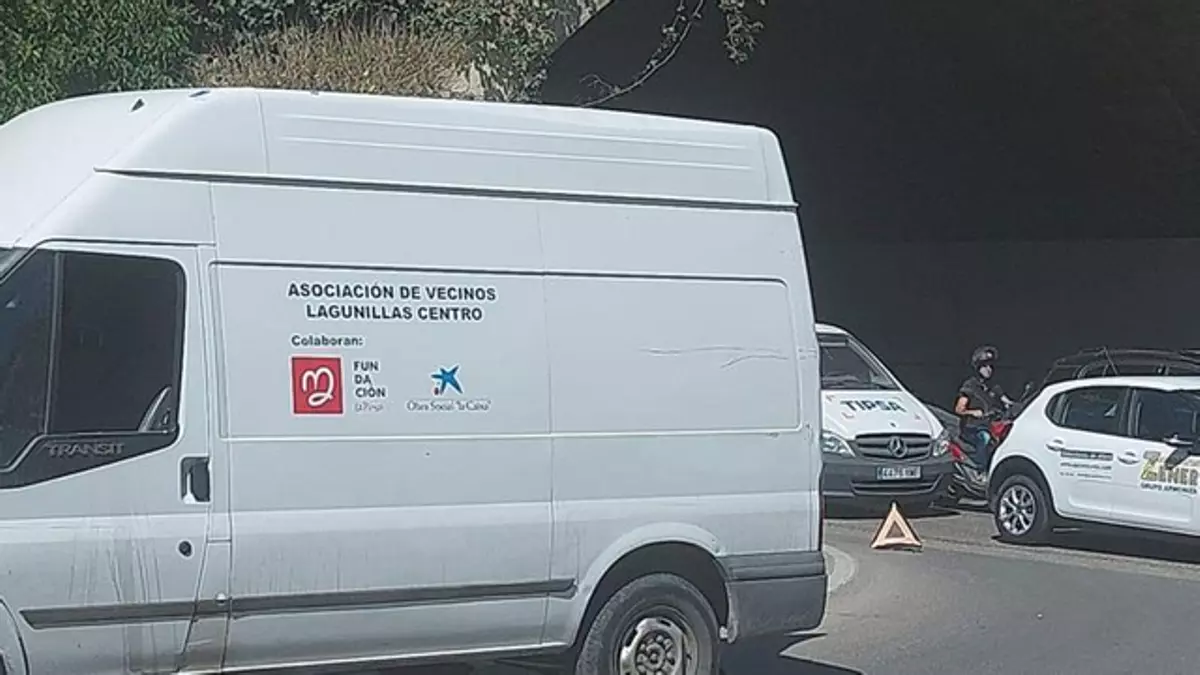 ASOCIACIÓN DE VECINOS
LAGUNILLAS CENTRO
Colaboran:
m
FUN
DA
CIÓN
Obra Social "la Caixa"
TRANSIT
TIPSA